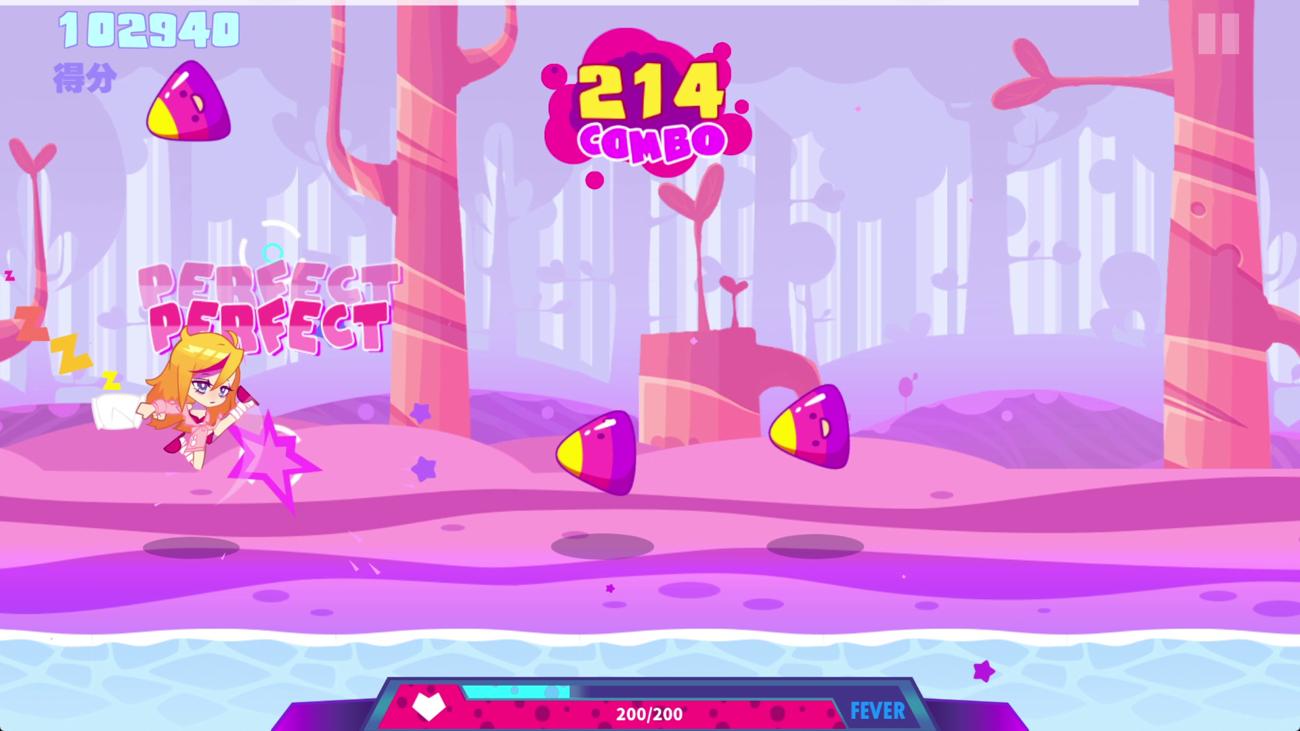 102940
得分
214
COMBO
PERFECT
PERFECT
z
Z
Z
Z
200/200
FEVER